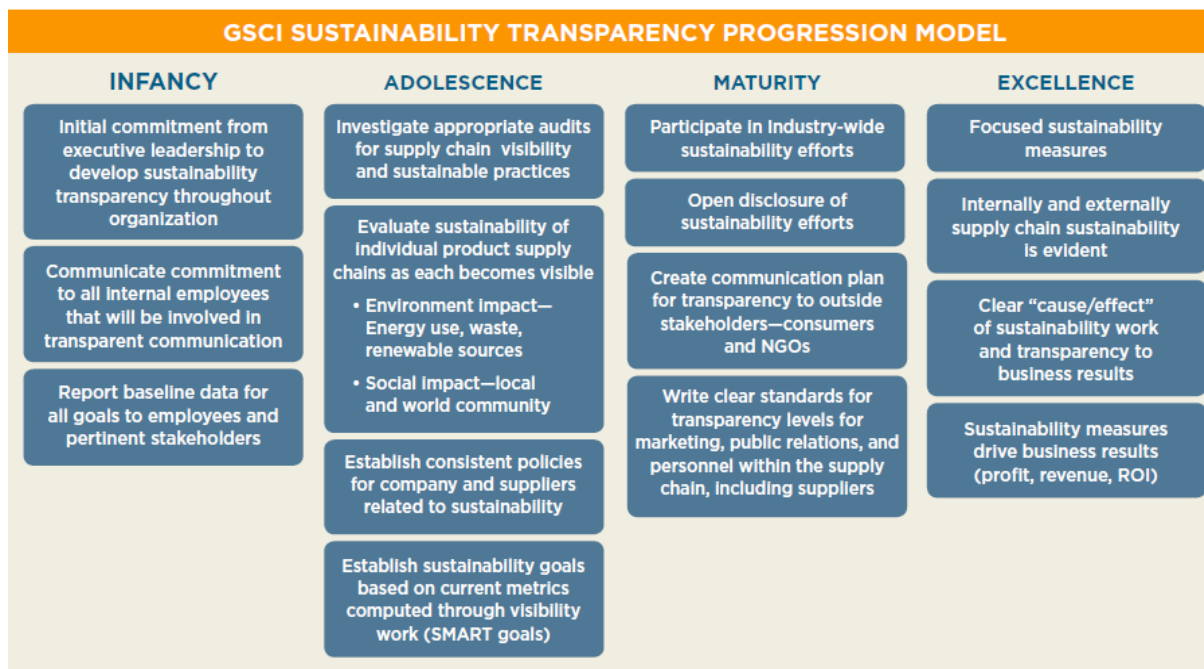 GSCI SUSTAINABILITY TRANSPARENCY PROGRESSION MODEL
INFANCY
Initial commitment from
executive leadership to
develop sustainability
transparency throughout
organization
Communicate commitment
to all internal employees
that will be involved in
transparent communication
Report baseline data for
all goals to employees and
pertinent stakeholders
ADOLESCENCE
Investigate appropriate audits
for supply chain visibility
and sustainable practices
Evaluate sustainability of
individual product supply
chains as each becomes visible
• Environment impact—
Energy use, waste,
renewable sources
• Social impact—local
and world community
Establish consistent policies
for company and suppliers
related to sustainability
Establish sustainability goals
based on current metrics
computed through visibility
work (SMART goals)
MATURITY
Participate in Industry-wide
sustainability efforts
Open disclosure of
sustainability efforts
Create communication plan
for transparency to outside
stakeholders—consumers
and NGOs
Write clear standards for
transparency levels for
marketing, public relations, and
personnel within the supply
chain, including suppliers
EXCELLENCE
Focused sustainability
measures
Internally and externally
supply chain sustainability
is evident
Clear “cause/effect”
of sustainability work
and transparency to
business results
Sustainability measures
drive business results
(profit, revenue, ROI)